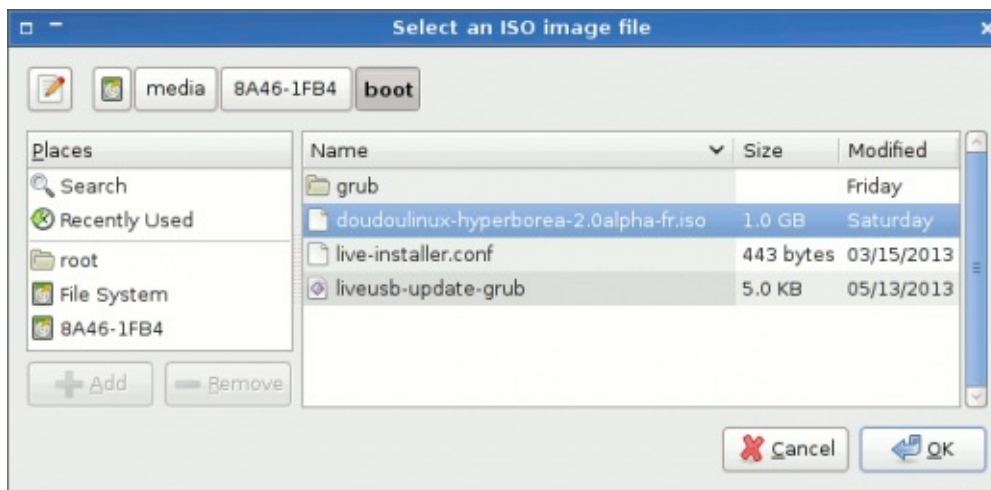 Select an ISO image file
media 8A46-1FB4 boot
Places
Search
Recently Used
root
File System
8A46-1FB4
Add Remove
Name Size Modified
grub Friday
doudoulinux-hyperborea-2.0alpha-fr.iso 1.0 GB Saturday
live-installer.conf 443 bytes 03/15/2013
liveusb-update-grub 5.0 KB 05/13/2013
Cancel OK